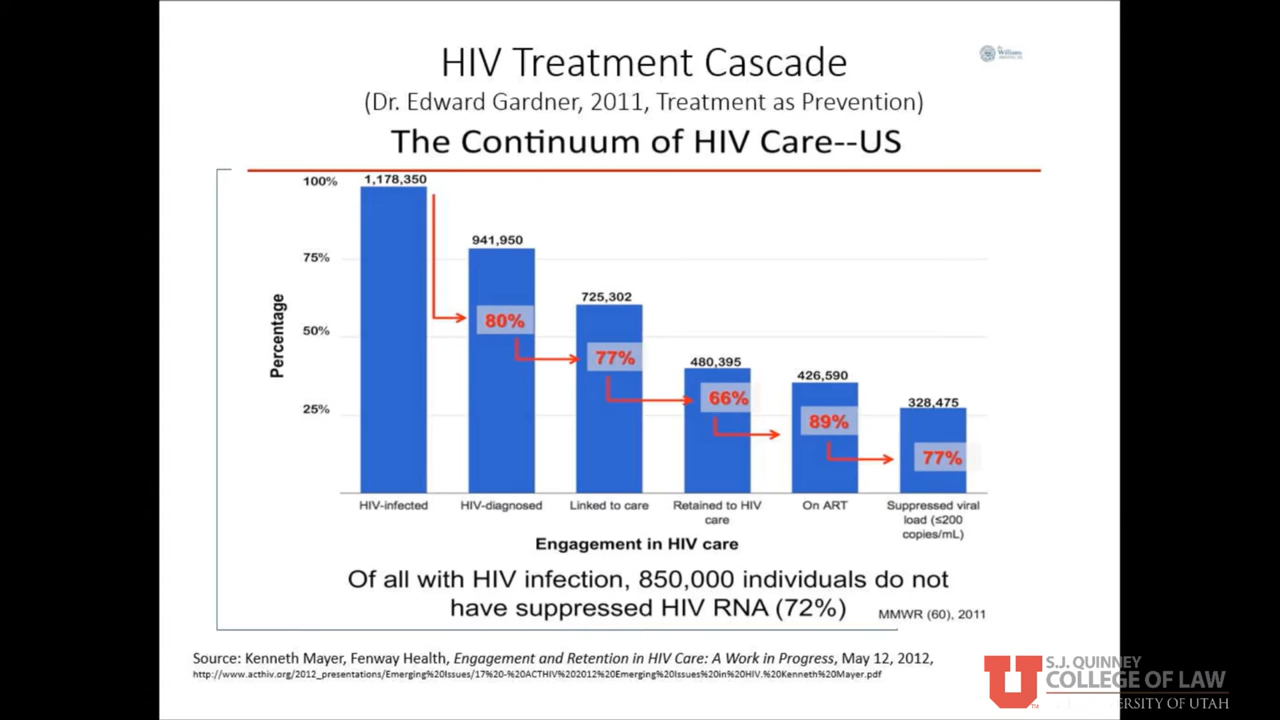 HIV Treatment Cascade
Williams
(Dr. Edward Gardner, 2011, Treatment as Prevention)
The Continuum of HIV Care--US
100%
75%
50%
25%
Percentage
1,178,350
941,950
725,302
480,395
426,590
328,475
80%
77%
66%
89%
77%
HIV-infected
HIV-diagnosed
Linked to care
Retained to HIV
care
On ART
Suppressed viral
load (≤200
copies/mL)
Engagement in HIV care
Of all with HIV infection, 850,000 individuals do not
have suppressed HIV RNA (72%)
MMWR (60), 2011
Source: Kenneth Mayer, Fenway Health, Engagement and Retention in HIV Care: A Work in Progress, May 12, 2012,
http://www.acthiv.org/2012_presentations/Emerging%20Issues/17%20-%20ACTHIV%202012%20Emerging%20Issues%20in%20HIV.%20Kenneth%20Mayer.pdf
S.J. QUINNEY
COLLEGE OF LAW
UNIVERSITY OF UTAH